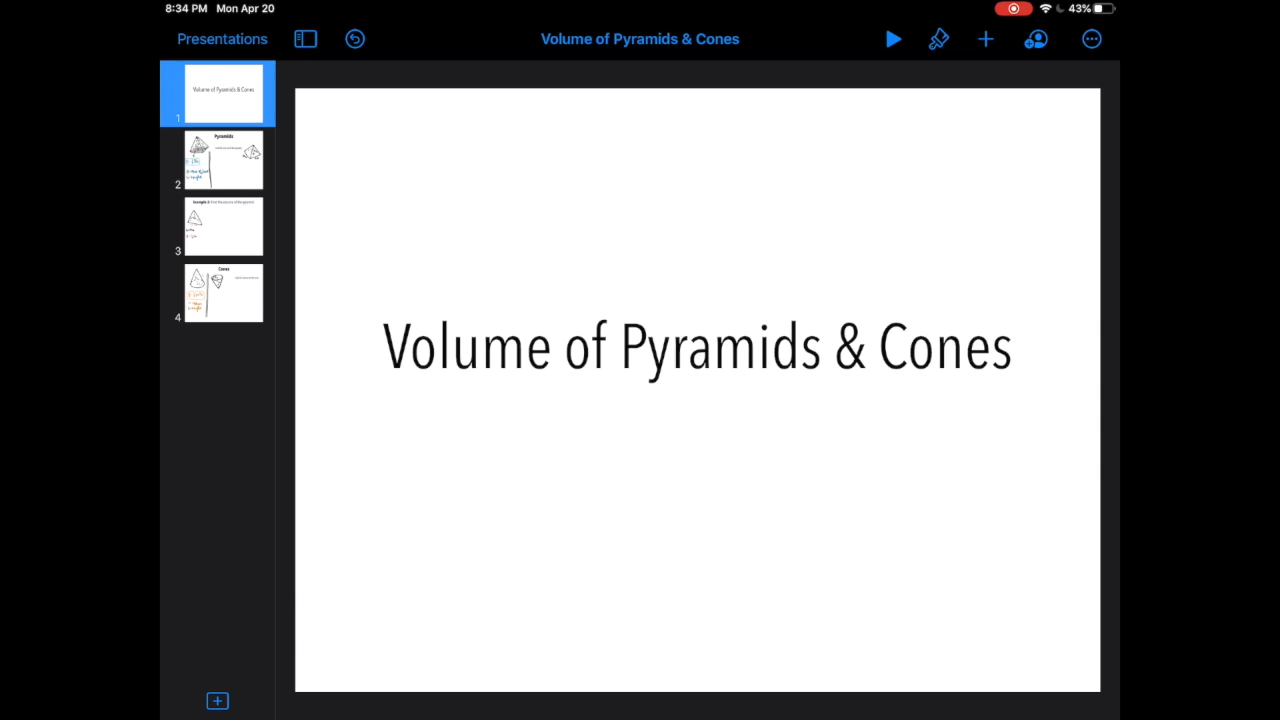 8:34 PM Mon Apr 20
43%
Presentations
Volume of Pyramids & Cones
Volume of Pyramids & Cones
1
Pyramids
2
3
Cones
4
Volume of Pyramids & Cones